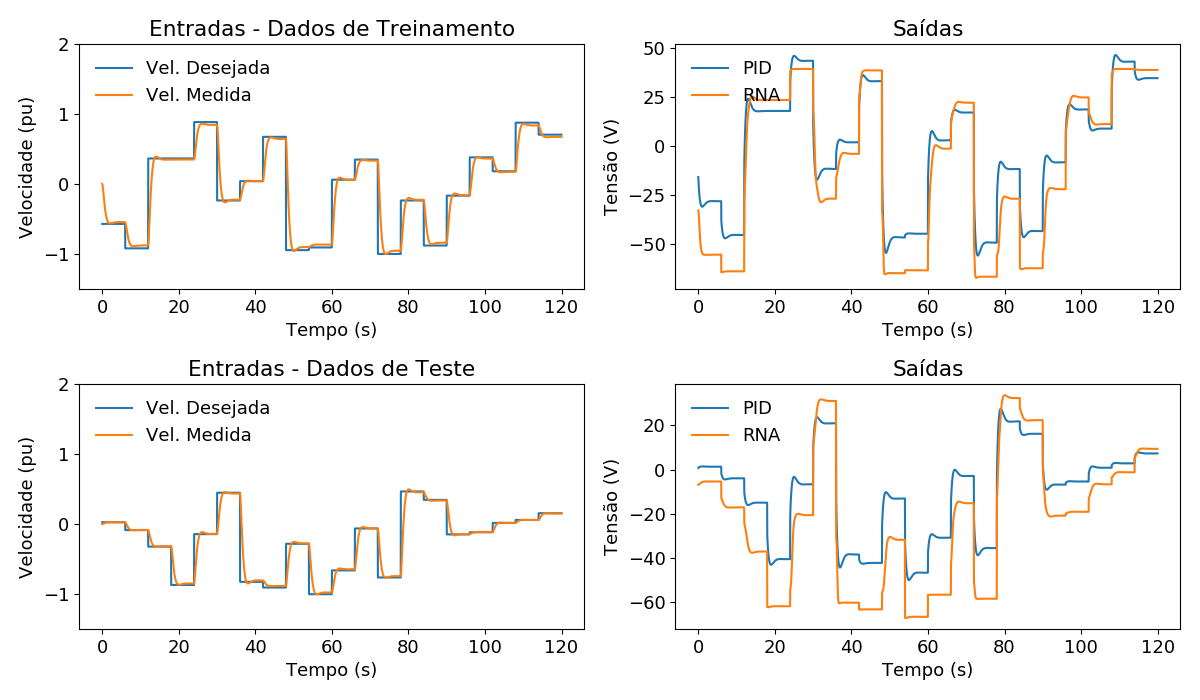 Entradas - Dados de Treinamento
Vel. Desejada
Vel. Medida
Velocidade (pu)
2
1
0
−1
0 20 40 60 80 100 120
Tempo (s)
Saídas
PID
RNA
Tensão (V)
50
25
0
−25
−50
0 20 40 60 80 100 120
Tempo (s)
Entradas - Dados de Teste
Vel. Desejada
Vel. Medida
Velocidade (pu)
2
1
0
−1
0 20 40 60 80 100 120
Tempo (s)
Saídas
PID
RNA
Tensão (V)
20
0
−20
−40
−60
0 20 40 60 80 100 120
Tempo (s)